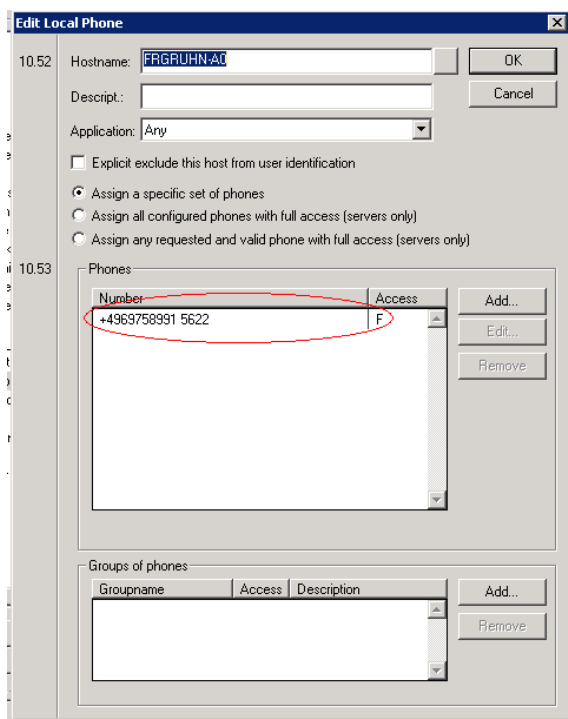 Edit Local Phone
10.52
Hostname: FRGRUHN-A0
OK
Descript.:
Cancel
Application: Any
Explicit exclude this host from user identification
Assign a specific set of phones
Assign all configured phones with full access (servers only)
Assign any requested and valid phone with full access (servers only)
10.53
Phones
Number Access
+4969758991 5622 F
Add...
Edit...
Remove
Groups of phones
Groupname Access Description
Add...
Remove